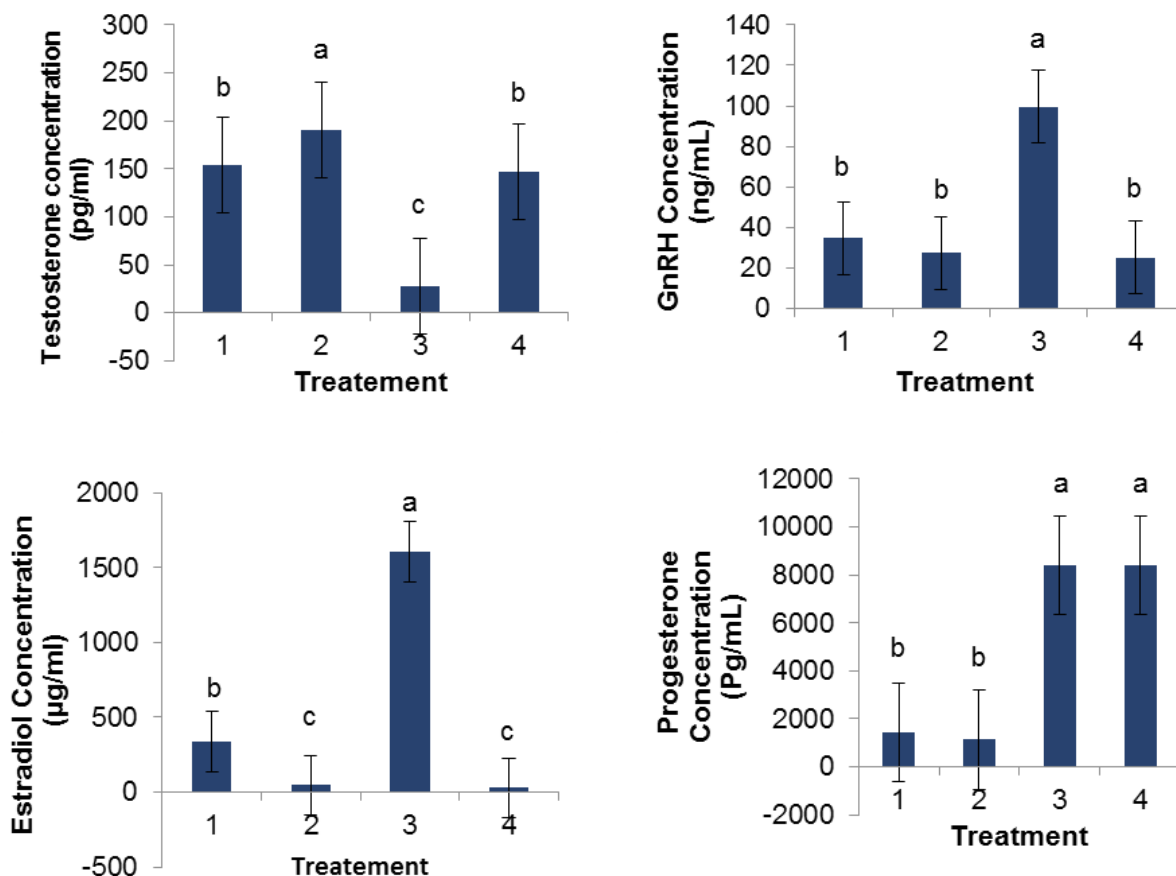 Testosterone concentration
(pg/ml)
300
250
200
150
100
50
0
-50
b
a
c
b
1 2 3 4
Treatement
GnRH Concentration
(ng/mL)
140
120
100
80
60
40
20
0
b
b
a
b
1 2 3 4
Treatment
Estradiol Concentration
(µg/ml)
2000
1500
1000
500
0
-500
b
c
a
c
1 2 3 4
Treatement
Progesterone
Concentration
(Pg/mL)
12000
10000
8000
6000
4000
2000
0
-2000
b
b
a
a
1 2 3 4
Treatment